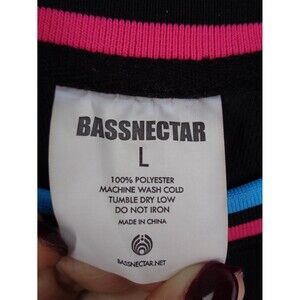 BASSNECTAR
L
100% POLYESTER
MACHINE WASH COLD
TUMBLE DRY LOW
DO NOT IRON
MADE IN CHINA
BASSNECTAR.NET